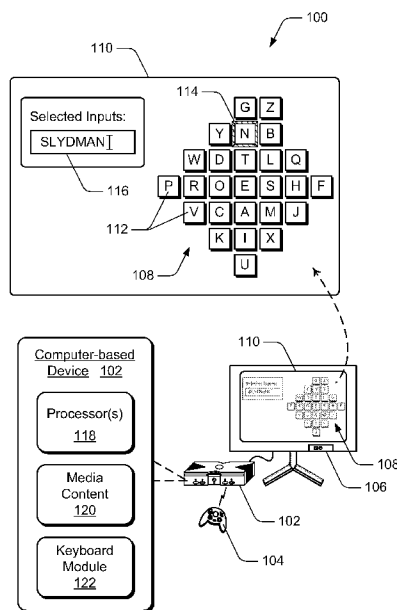 100
110
114
G Z
Selected Inputs:
Y N B
SLYDMAN
W D T L Q
116
P R O E S H F
112
V C A M J
108
K I X
U
Computer-based
Device 102
110
Processor(s)
118
108
106
Media
Content
120
102
104
Keyboard
Module
122